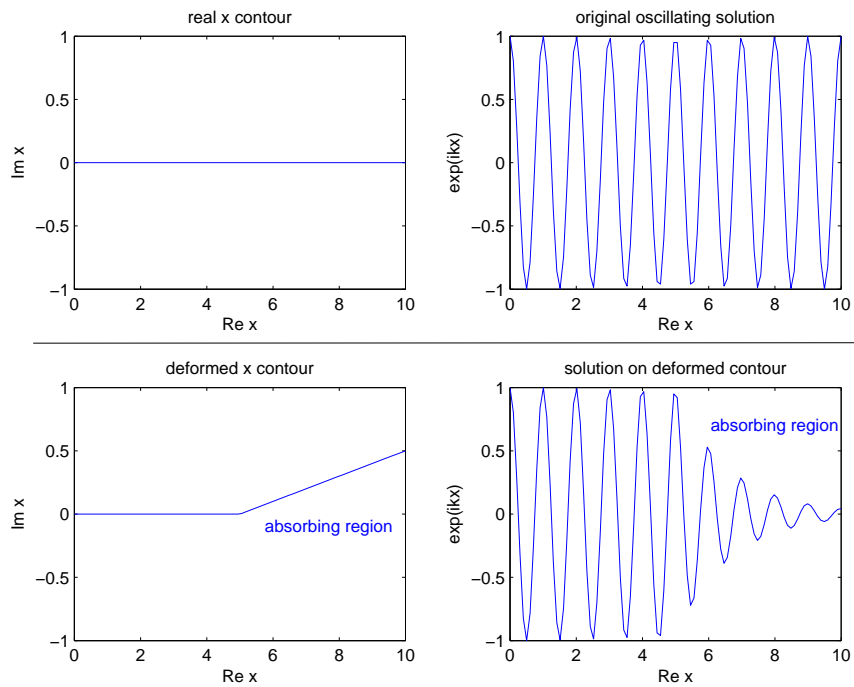 real x contour
1
0.5
0
−0.5
−1
Im x
0 2 4 6 8 10
Re x
original oscillating solution
1
0.5
0
−0.5
−1
exp(ikx)
0 2 4 6 8 10
Re x
deformed x contour
1
0.5
0
−0.5
−1
Im x
absorbing region
0 2 4 6 8 10
Re x
solution on deformed contour
1
0.5
0
−0.5
−1
exp(ikx)
absorbing region
0 2 4 6 8 10
Re x